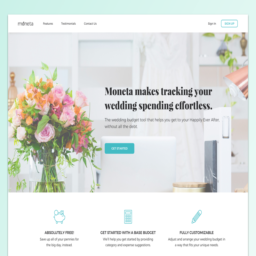 moneta
Features
Testimonials
Contact Us
Sign In
SIGN UP
Moneta makes tracking your
wedding spending effortless.
The wedding budget tool that helps you get to your Happily Ever After
without all the debt.
GET STARTED
ABSOLUTELY FREE!
Save up all of your pennies for
the big day, instead.
GET STARTED WITH A BASE BUDGET
We'll help you get started by providing
category and expense suggestions.
FULLY CUSTOMIZABLE
Adjust and arrange your wedding budget in
a way that fits your unique needs.